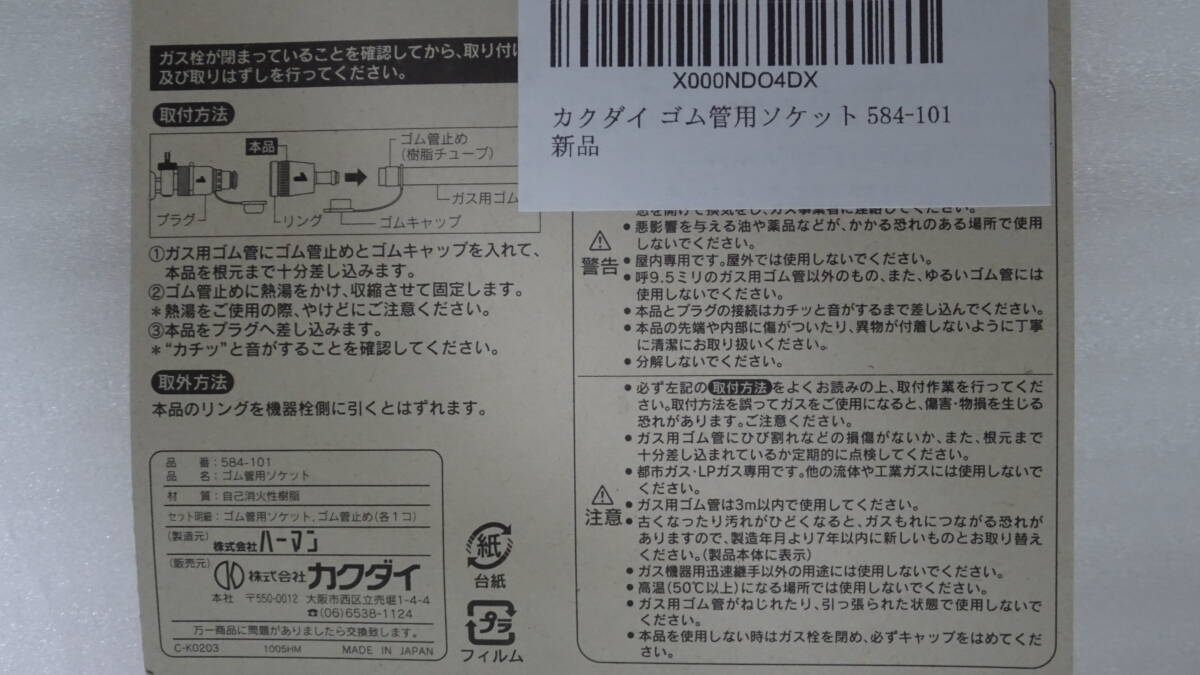 ガス栓が閉まっていることを確認してから、取り付け
及び取りはずしを行ってください。
取付方法
本品
ゴム管止め
(樹脂チューブ)
ガス用ゴム
プラグ
リング
ゴムキャップ
①ガス用ゴム管にゴム管止めとゴムキャップを入れて、
本品を根元まで十分差し込みます。
②ゴム管止めに熱湯をかけ、収縮させて固定します。
*熱湯をご使用の際、やけどにご注意ください。
③本品をプラグへ差し込みます。
*“カチッ”と音がすることを確認してください。
取外方法
本品のリングを機器栓側に引くとはずれます。
品 番:584-101
品 名:ゴム管用ソケット
材 質:自己消火性樹脂
セット明細:ゴム管用ソケット、ゴム管止め(各1コ)
(製造元) 株式会社ハーマン
(販売元) 株式会社カクダイ
本社 〒550-0012 大阪市西区立売堀1-4-4
☎(06)6538-1124
万一商品に問題がありましたら交換致します。
C-K0203 1005HM MADE IN JAPAN
紙
台紙
プラ
フィルム
X000NDO4DX
カクダイ ゴム管用ソケット 584-101
新品
窓を開けて換気をし、ガス事業者に連絡してください。
警告
●悪影響を与える油や薬品などが、かかる恐れのある場所で使用
しないでください。
●屋内専用です。屋外では使用しないでください。
●呼9.5ミリのガス用ゴム管以外のもの、また、ゆるいゴム管には
使用しないでください。
●本品とプラグの接続はカチッと音がするまで差し込んでください。
●本品の先端や内部に傷がついたり、異物が付着しないように丁寧
に清潔にお取り扱いください。
●分解しないでください。
注意
●必ず左記の取付方法をよくお読みの上、取付作業を行ってくだ
さい。取付方法を誤ってガスをご使用になると、傷害・物損を生じる
恐れがあります。ご注意ください。
●ガス用ゴム管にひび割れなどの損傷がないか、また、根元まで
十分差し込まれているか定期的に点検してください。
●都市ガス・LPガス専用です。他の流体や工業ガスには使用しないで
ください。
●ガス用ゴム管は3m以内で使用してください。
●古くなったり汚れがひどくなると、ガスもれにつながる恐れが
ありますので、製造年月より7年以内に新しいものとお取り替え
ください。(製品本体に表示)
●ガス機器用迅速継手以外の用途には使用しないでください。
●高温(50℃以上)になる場所では使用しないでください。
●ガス用ゴム管がねじれたり、引っ張られた状態で使用しないで
ください。
●本品を使用しない時はガス栓を閉め、必ずキャップをはめてくだ
さい。